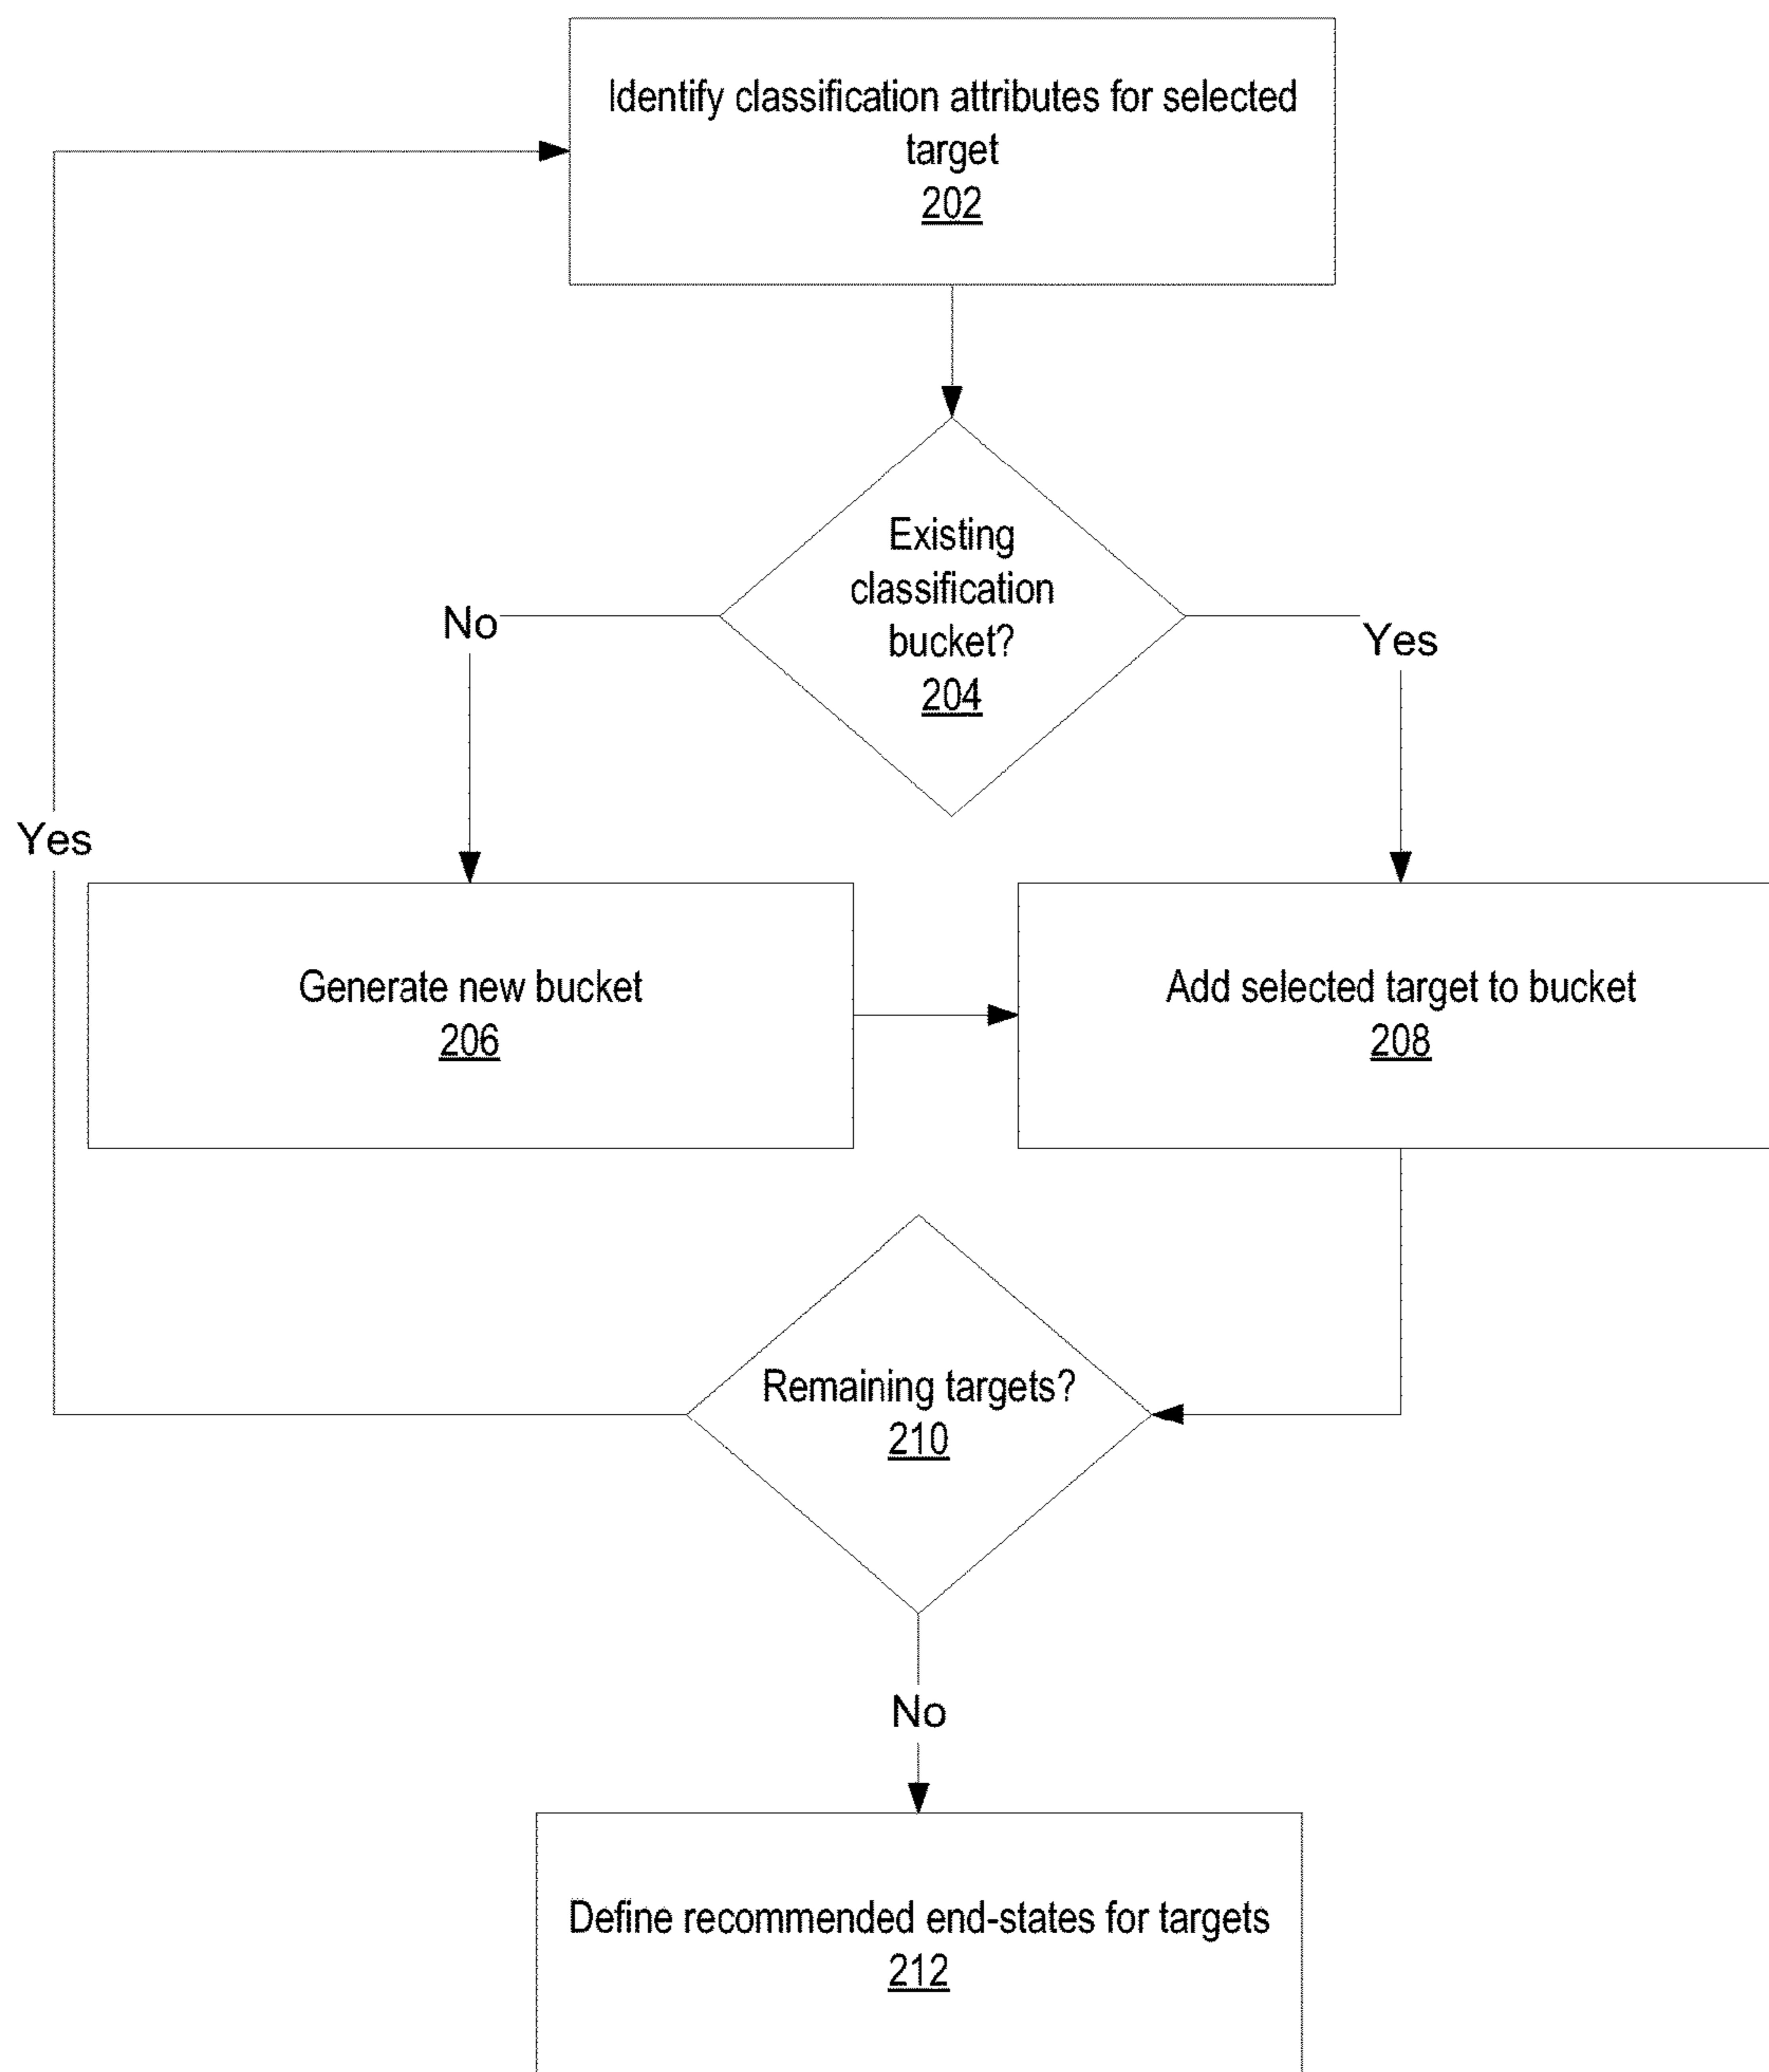 Identify classification attributes for selected
target
202
Existing
classification
bucket?
204
No
Yes
Yes
Generate new bucket
206
Add selected target to bucket
208
Remaining targets?
210
No
Define recommended end-states for targets
212